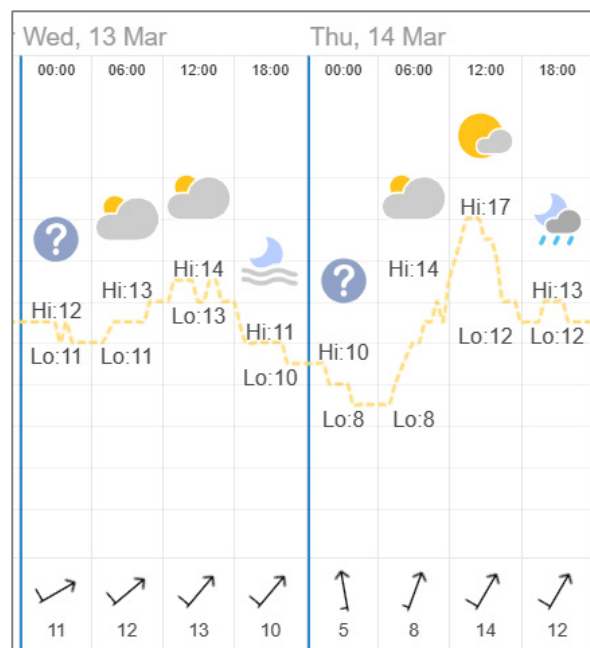 Wed, 13 Mar Thu, 14 Mar
00:00 06:00 12:00 18:00 00:00 06:00 12:00 18:00
? ?
Hi:12 Hi:13 Hi:14 Hi:11 Hi:10 Hi:14 Hi:17 Hi:13
Lo:11 Lo:11 Lo:13 Lo:10 Lo:8 Lo:8 Lo:12 Lo:12
11 12 13 10 5 8 14 12